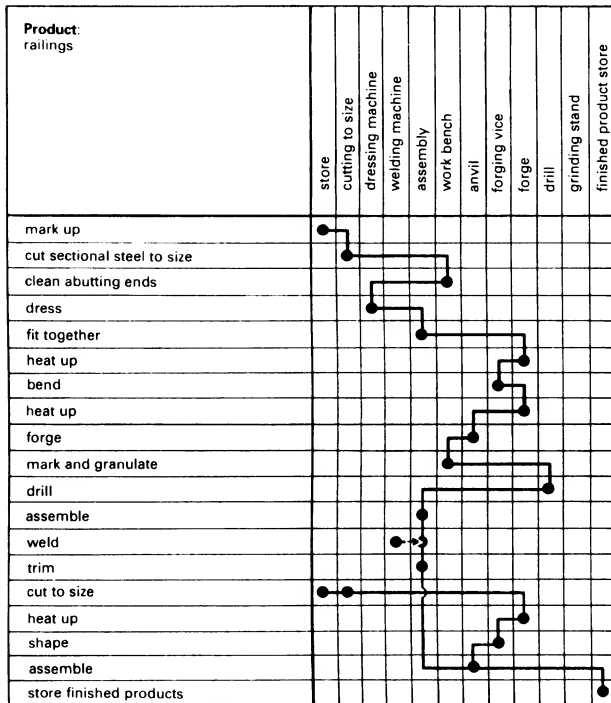 Product:
railings
store
cutting to size
dressing machine
welding machine
assembly
work bench
anvil
forging vice
forge
drill
grinding stand
finished product store
mark up
cut sectional steel to size
clean abutting ends
dress
fit together
heat up
bend
heat up
forge
mark and granulate
drill
assemble
weld
trim
cut to size
heat up
shape
assemble
store finished products